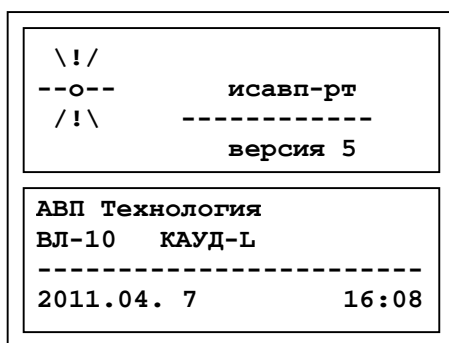 \!/
--o-- исавп-рт
/!\ ------------
версия 5
АВП Технология
ВЛ-10 КАУД-L
------------------------
2011.04. 7 16:08